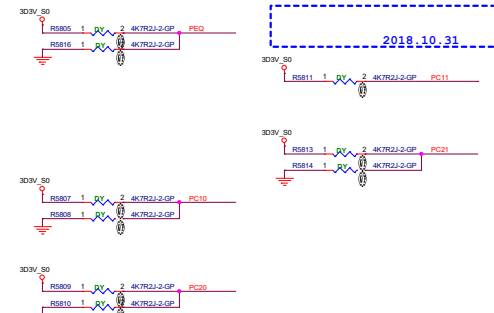 3D3V_S0
R5805 1 DY 2 4K7R2J-2-GP PEQ
R5816 1 DY 2 4K7R2J-2-GP
2018.10.31
3D3V_S0
R5811 1 DY 2 4K7R2J-2-GP PC11
3D3V_S0
R5813 1 DY 2 4K7R2J-2-GP PC21
R5814 1 DY 2 4K7R2J-2-GP
3D3V_S0
R5807 1 DY 2 4K7R2J-2-GP PC10
R5808 1 DY 2 4K7R2J-2-GP
3D3V_S0
R5809 1 DY 2 4K7R2J-2-GP PC20
R5810 1 DY 2 4K7R2J-2-GP